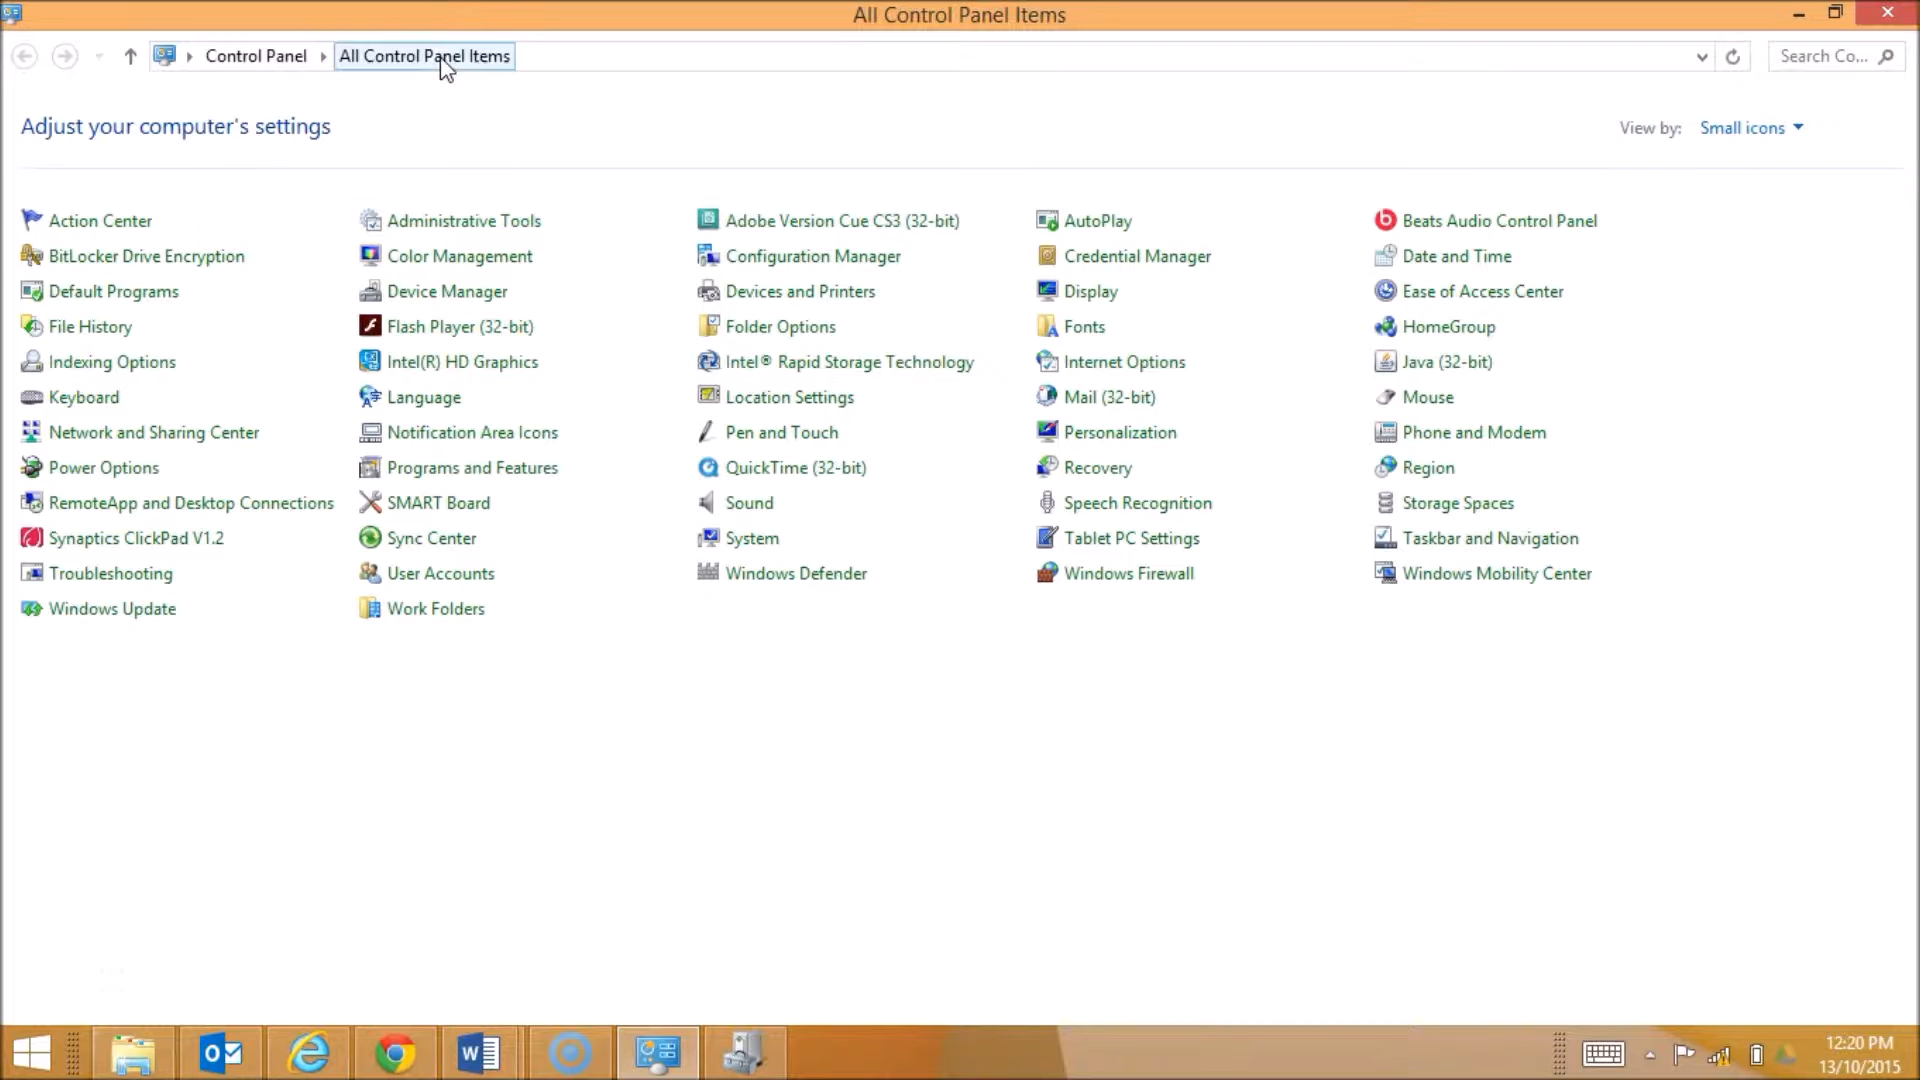 All Control Panel Items
Control Panel All Control Panel Items Search Co...
Adjust your computer's settings View by: Small icons
Action Center Administrative Tools Adobe Version Cue CS3 (32-bit) AutoPlay Beats Audio Control Panel
BitLocker Drive Encryption Color Management Configuration Manager Credential Manager Date and Time
Default Programs Device Manager Devices and Printers Display Ease of Access Center
File History Flash Player (32-bit) Folder Options Fonts HomeGroup
Indexing Options Intel(R) HD Graphics Intel® Rapid Storage Technology Internet Options Java (32-bit)
Keyboard Language Location Settings Mail (32-bit) Mouse
Network and Sharing Center Notification Area Icons Pen and Touch Personalization Phone and Modem
Power Options Programs and Features QuickTime (32-bit) Recovery Region
RemoteApp and Desktop Connections SMART Board Sound Speech Recognition Storage Spaces
Synaptics ClickPad V1.2 Sync Center System Tablet PC Settings Taskbar and Navigation
Troubleshooting User Accounts Windows Defender Windows Firewall Windows Mobility Center
Windows Update Work Folders
12:20 PM
13/10/2015